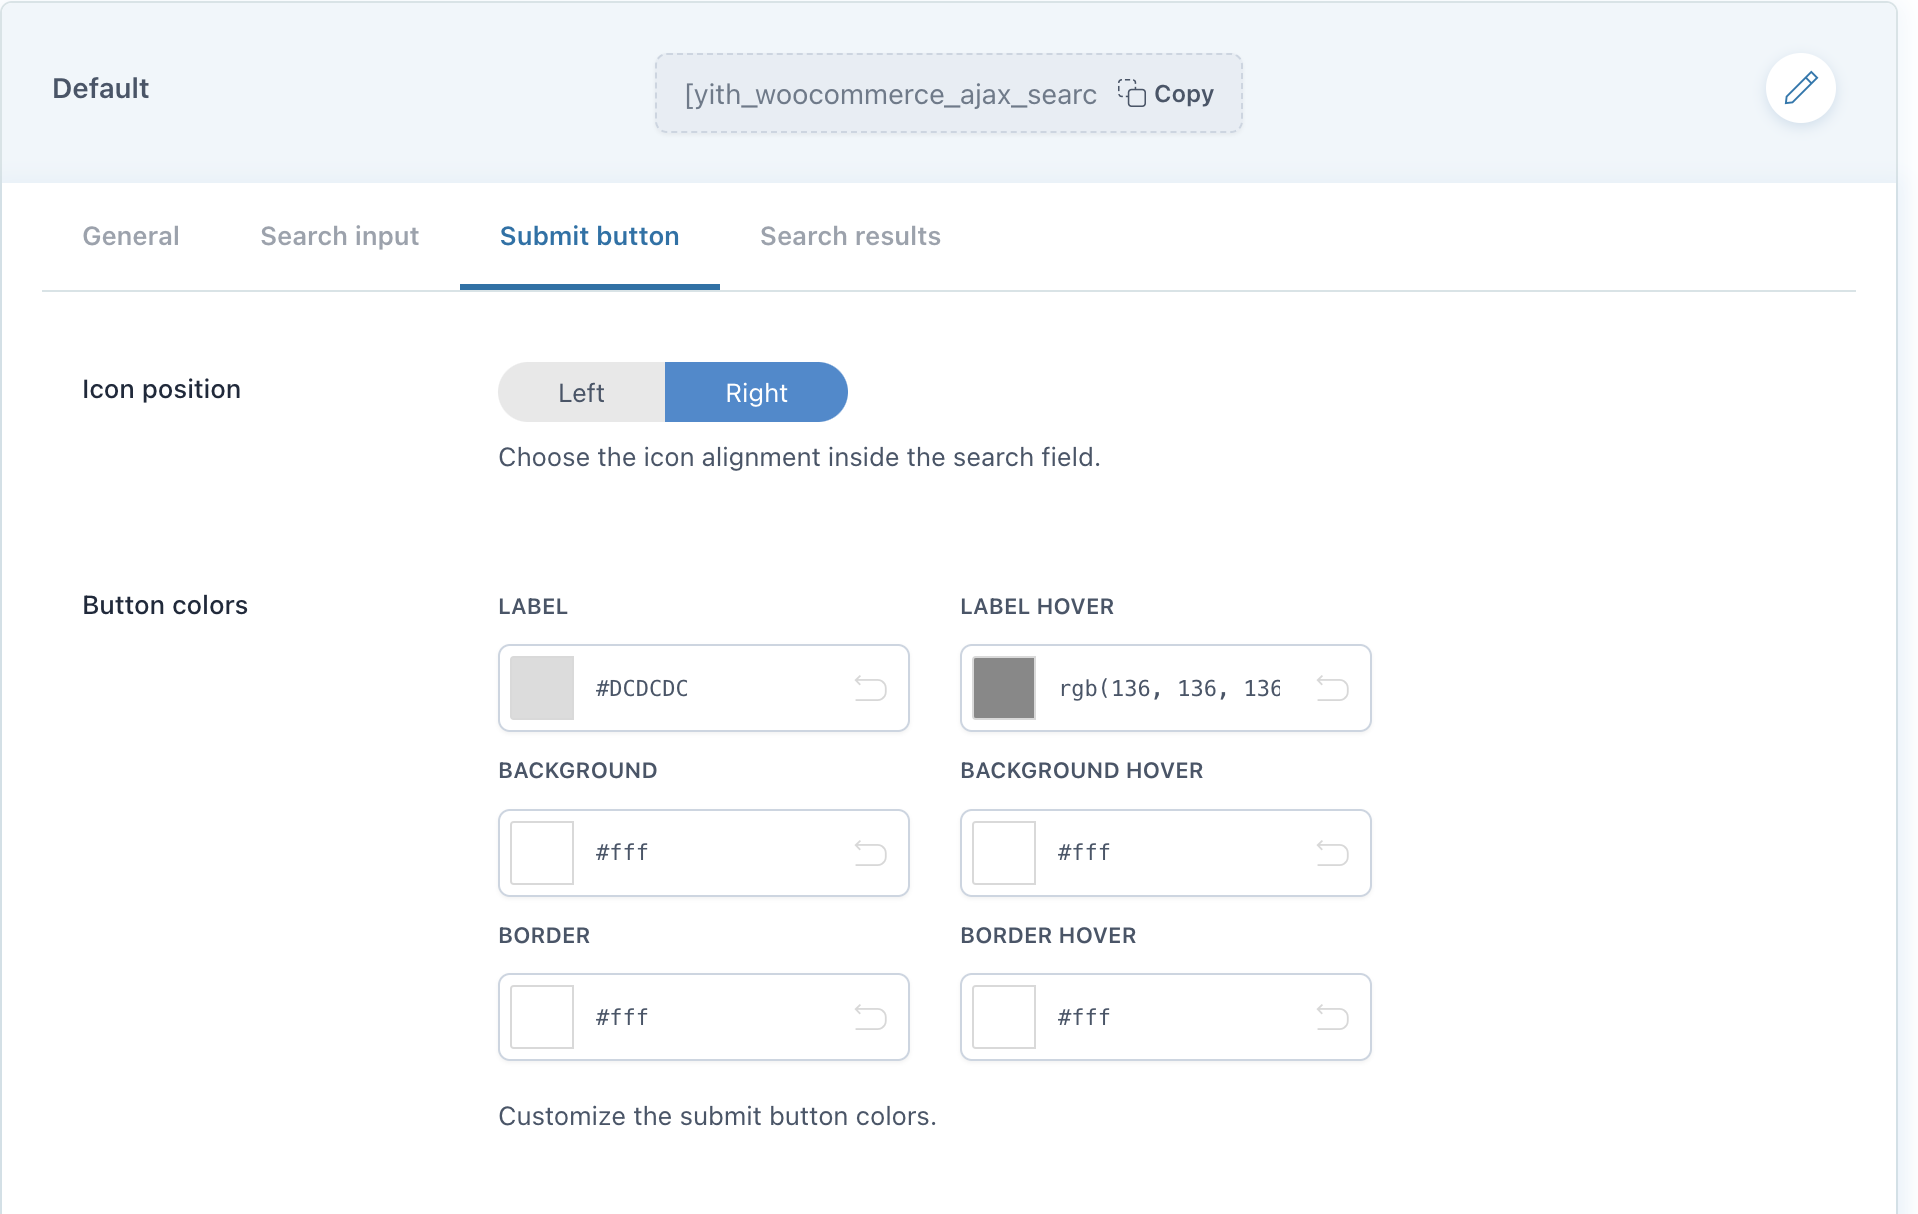 Default
[yith_woocommerce_ajax_searc Copy
General Search input Submit button Search results
Icon position
Left Right
Choose the icon alignment inside the search field.
Button colors
LABEL LABEL HOVER
#DCDCDC rgb(136, 136, 136
BACKGROUND BACKGROUND HOVER
#fff #fff
BORDER BORDER HOVER
#fff #fff
Customize the submit button colors.